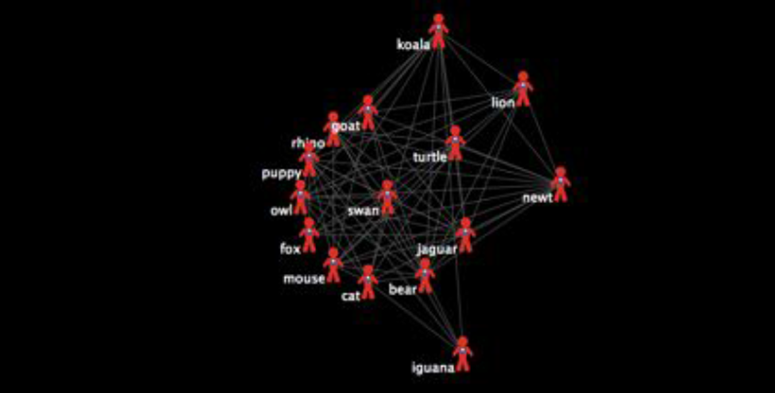 koala
lion
goat
rhino
turtle
puppy
newt
owl
swan
fox
jaguar
mouse
bear
cat
iguana